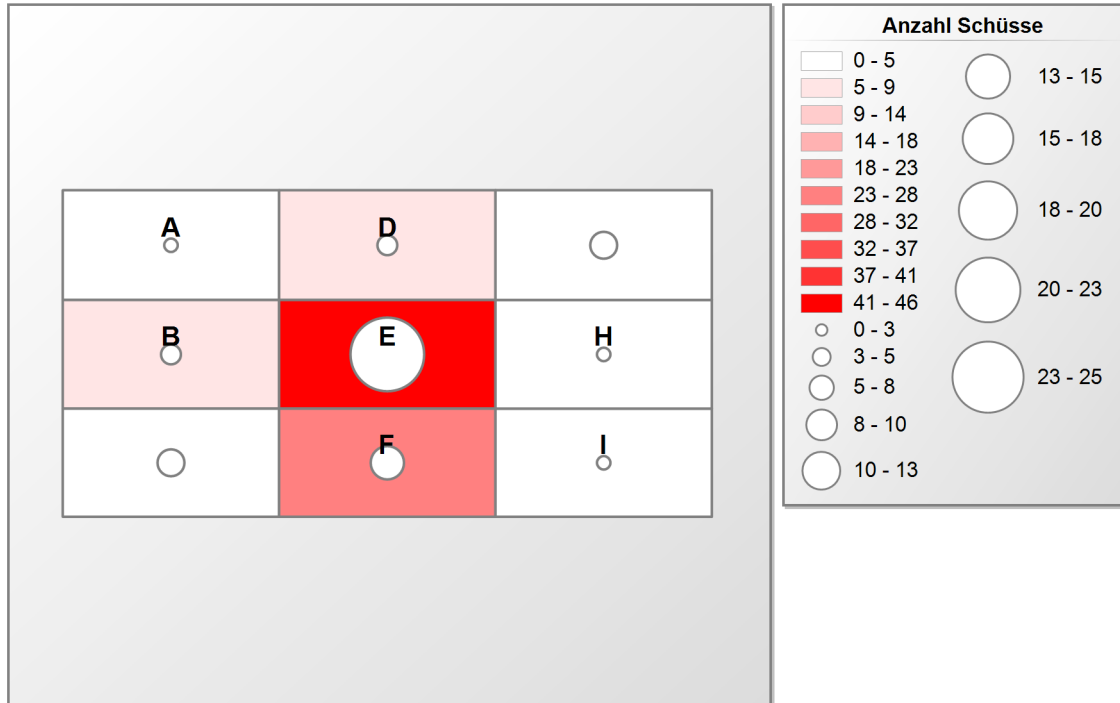 A
D
B
E
H
F
I
Anzahl Schüsse
0 - 5
5 - 9
9 - 14
14 - 18
18 - 23
23 - 28
28 - 32
32 - 37
37 - 41
41 - 46
0 - 3
3 - 5
5 - 8
8 - 10
10 - 13
13 - 15
15 - 18
18 - 20
20 - 23
23 - 25